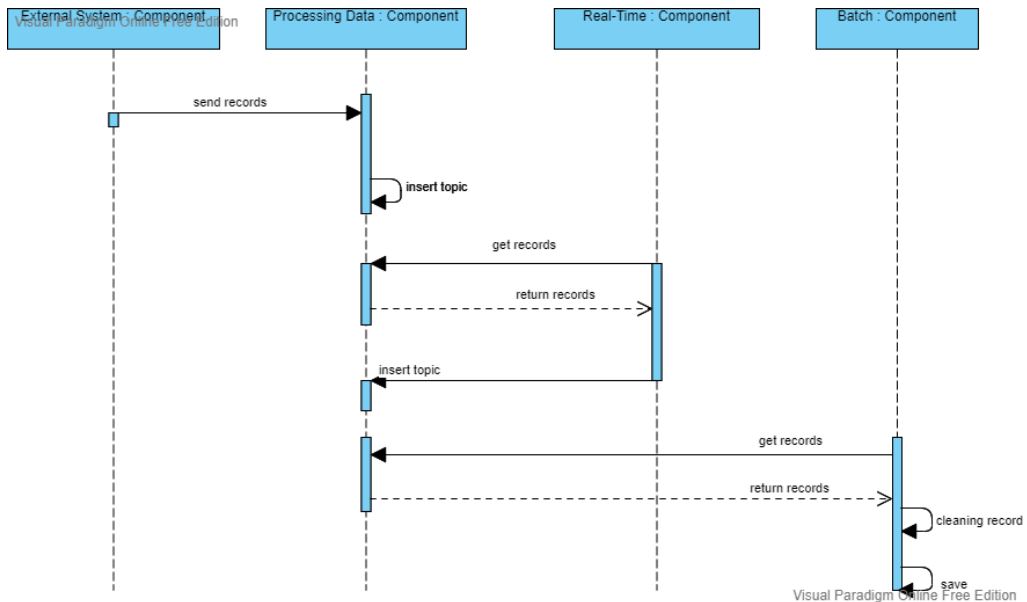 External System : Component
Visual Paradigm Online Free Edition
Processing Data : Component
Real-Time : Component
Batch : Component
send records
insert topic
get records
return records
insert topic
get records
return records
cleaning record
save
Visual Paradigm Online Free Edition